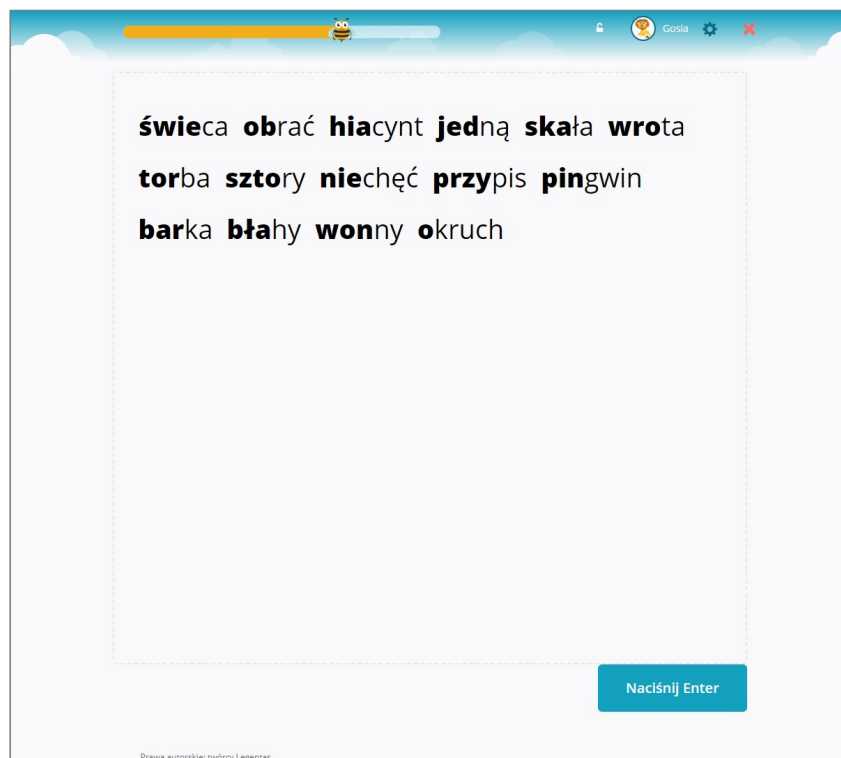 Gosia
świeca obrać hiacynt jedną skała wrota
torba sztory niechęć przypis pingwin
barka błahy wonny okruch
Naciśnij Enter
Prawa autorskie: twórcy Legentas